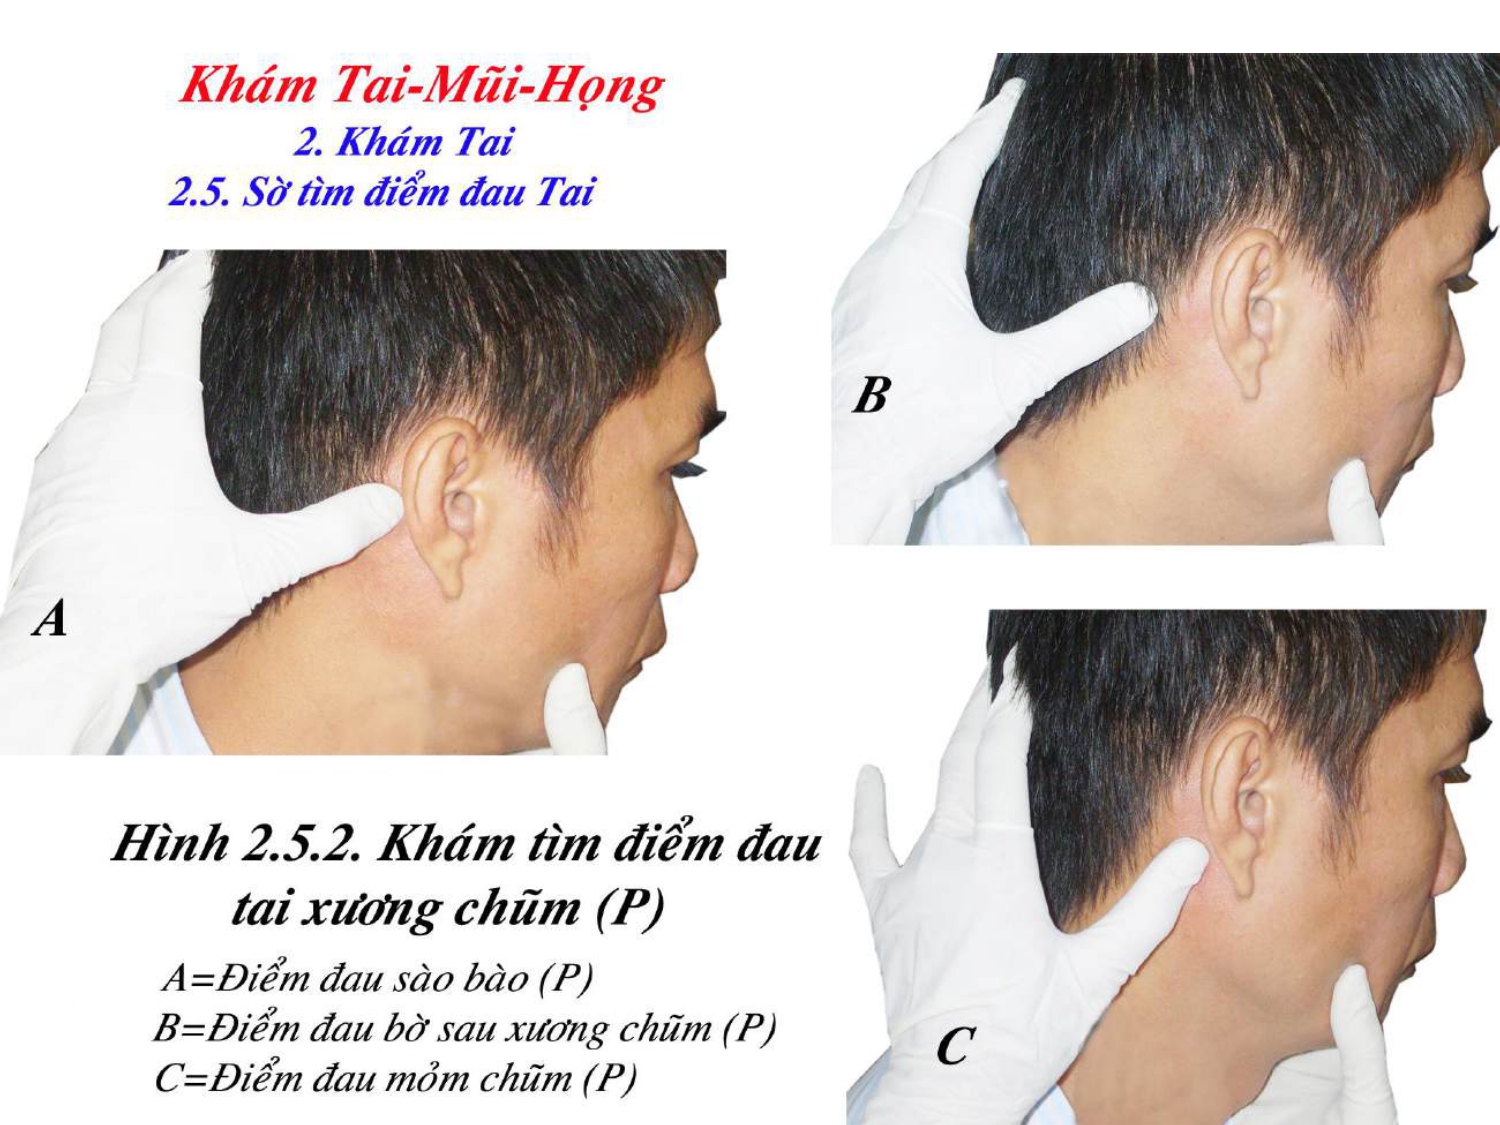 Khám Tai-Mũi-Họng
2. Khám Tai
2.5. Sờ tìm điểm đau Tai
A
B
C
Hình 2.5.2. Khám tìm điểm đau
tai xương chũm (P)
A=Điểm đau sào bào (P)
B=Điểm đau bờ sau xương chũm (P)
C=Điểm đau mỏm chũm (P)